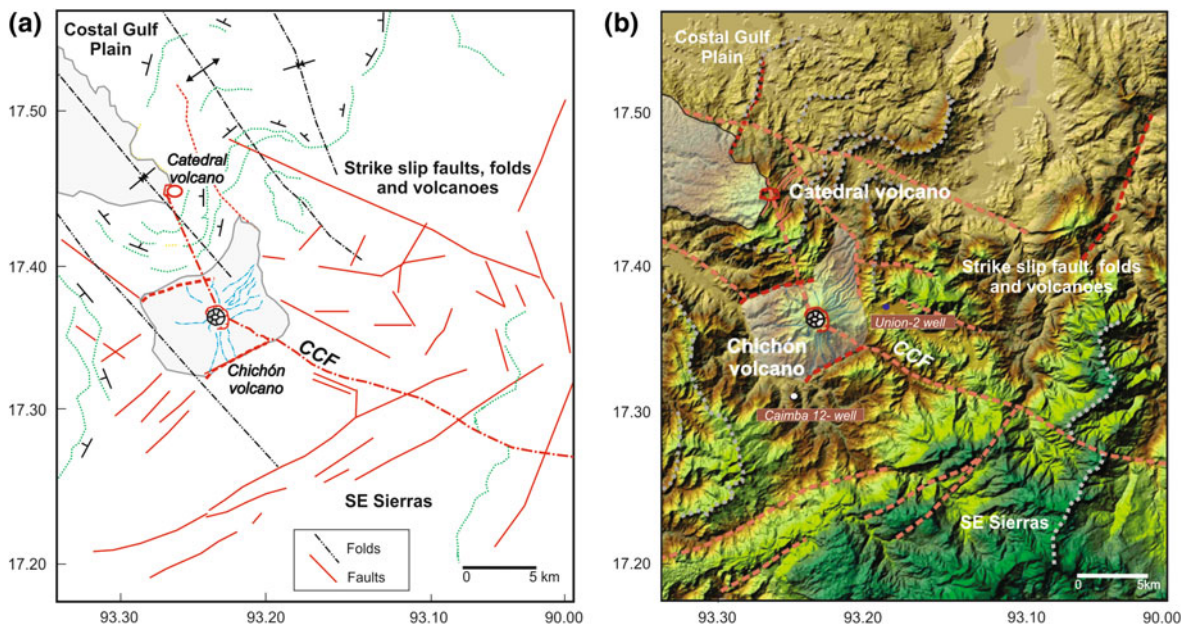 (a)
Costal Gulf
Plain
17.50
17.40
17.30
17.20
Catedral
volcano
Strike slip faults, folds
and volcanoes
CCF
Chichón
volcano
SE Sierras
Folds
Faults
0 5 km
93.30 93.20 93.10 90.00
(b)
Costal Gulf
Plain
17.50
17.40
17.30
17.20
Catedral volcano
Strike slip fault, folds
and volcanoes
Union-2 well
CCF
Chichón
volcano
Caimba 12- well
SE Sierras
0 5km
93.30 93.20 93.10 90.00